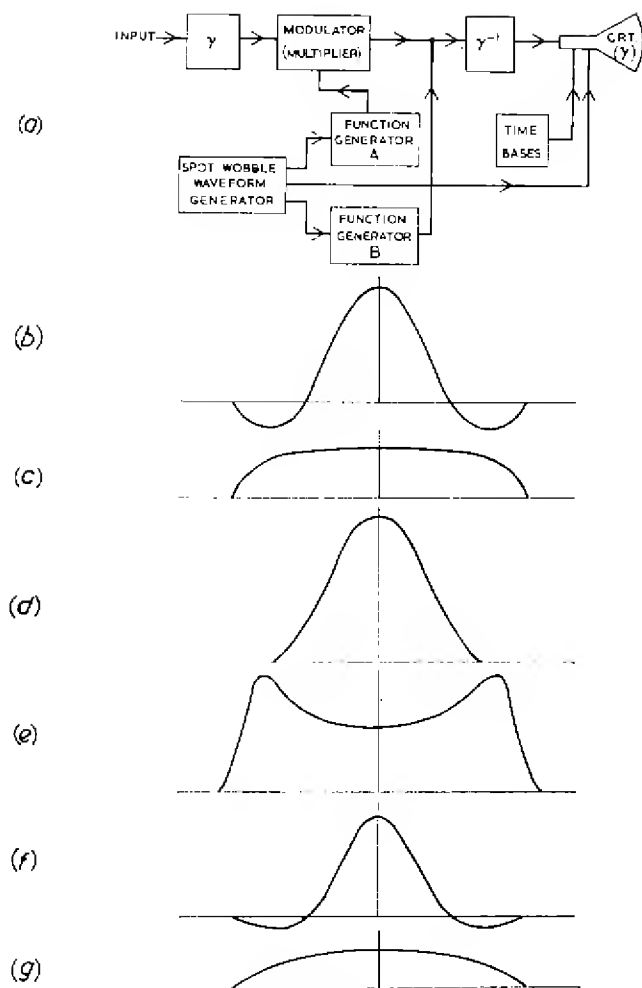 INPUT
γ
MODULATOR
(MULTIPLIER)
γ⁻¹
CRT
(γ)
(a)
FUNCTION
GENERATOR
A
TIME
BASES
SPOT WOBBLE
WAVEFORM
GENERATOR
FUNCTION
GENERATOR
B
(b)
(c)
(d)
(e)
(f)
(g)